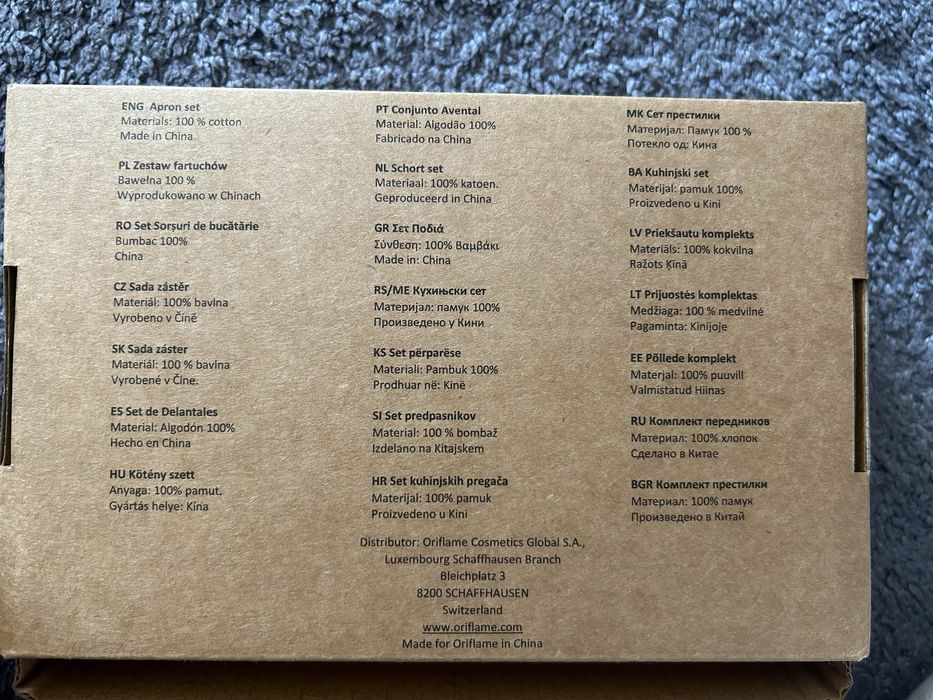 ENG Apron set
Materials: 100 % cotton
Made in China.
PL Zestaw fartuchów
Bawełna 100 %
Wyprodukowano w Chinach
RO Set Sorșuri de bucătărie
Bumbac 100%
China
CZ Sada zástěr
Materiál: 100% bavlna
Vyrobeno v Číně
SK Sada záster
Materiál: 100 % bavlna
Vyrobené v Číne.
ES Set de Delantales
Material: Algodón 100%
Hecho en China
HU Kötény szett
Anyaga: 100% pamut.
Gyártás helye: Kína
PT Conjunto Avental
Material: Algodão 100%
Fabricado na China
NL Schort set
Materiaal: 100% katoen.
Geproduceerd in China
GR Σετ Ποδιά
Σύνθεση: 100% Βαμβάκι
Made in: China
RS/ME Кухињски сет
Материјал: памук 100%
Произведено у Кини
KS Set përparëse
Materiali: Pambuk 100%
Prodhuar në: Kinë
SI Set predpasnikov
Material: 100 % bombaž
Izdelano na Kitajskem
HR Set kuhinjskih pregača
Materijal: 100% pamuk
Proizvedeno u Kini
MK Сет престилки
Материјал: Памук 100 %
Потекло од: Кина
BA Kuhinjski set
Materijal: pamuk 100%
Proizvedeno u Kini
LV Priekšautu komplekts
Materiāls: 100% kokvilna
Ražots Ķīnā
LT Prijuostės komplektas
Medžiaga: 100 % medvilnė
Pagaminta: Kinijoje
EE Põllede komplekt
Materjal: 100% puuvill
Valmistatud Hiinas
RU Комплект передников
Материал: 100% хлопок
Сделано в Китае
BGR Комплект престилки
Материал: 100% памук
Произведено в Китай
Distributor: Oriflame Cosmetics Global S.A.,
Luxembourg Schaffhausen Branch
Bleichplatz 3
8200 SCHAFFHAUSEN
Switzerland
www.oriflame.com
Made for Oriflame in China